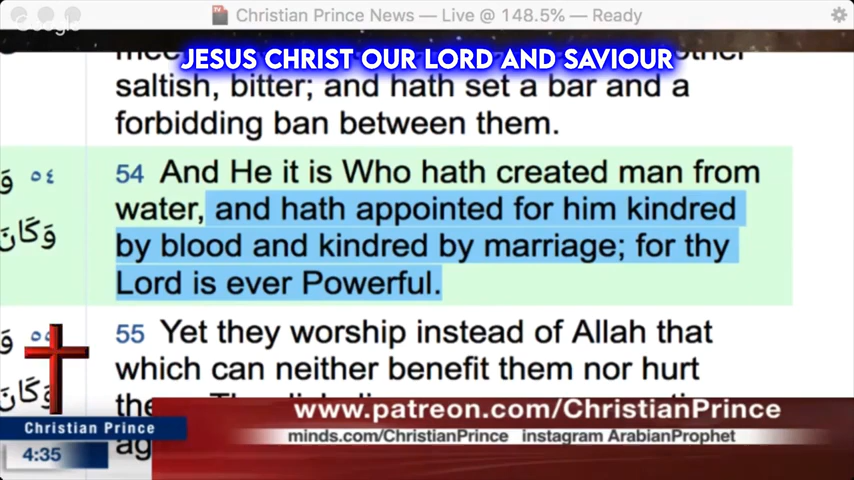 Christian Prince News — Live @ 148.5% — Ready
Google
JESUS CHRIST OUR LORD AND SAVIOUR
saltish, bitter; and hath set a bar and a
forbidding ban between them.
٥٤
54 And He it is Who hath created man from
water, and hath appointed for him kindred
وَكَانَ
by blood and kindred by marriage; for thy
Lord is ever Powerful.
55 Yet they worship instead of Allah that
which can neither benefit them nor hurt
وَكَانَ
www.patreon.com/ChristianPrince
Christian Prince
minds.com/ChristianPrince instagram ArabianProphet
4:35